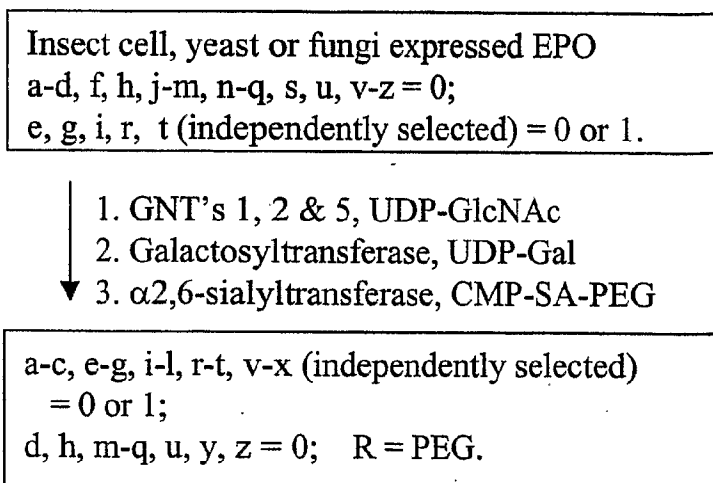 Insect cell, yeast or fungi expressed EPO
a-d, f, h, j-m, n-q, s, u, v-z = 0;
e, g, i, r, t (independently selected) = 0 or 1.
1. GNT's 1, 2 & 5, UDP-GlcNAc
2. Galactosyltransferase, UDP-Gal
3. α2,6-sialyltransferase, CMP-SA-PEG
a-c, e-g, i-l, r-t, v-x (independently selected)
= 0 or 1;
d, h, m-q, u, y, z = 0; R = PEG.